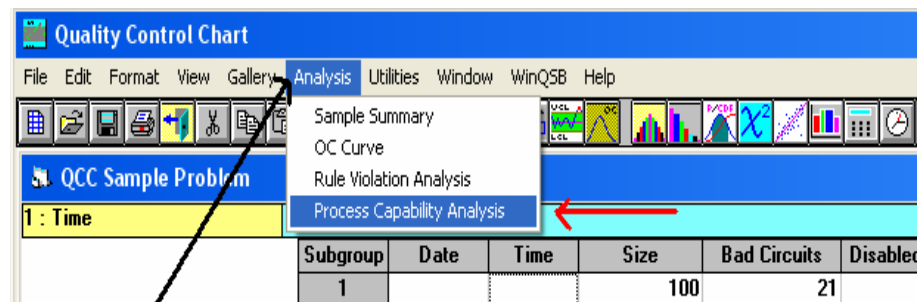 Quality Control Chart
File Edit Format View Gallery Analysis Utilities Window WinQSB Help
Sample Summary
OC Curve
Rule Violation Analysis
Process Capability Analysis
QCC Sample Problem
1 : Time
Subgroup Date Time Size Bad Circuits Disabled
1 100 21